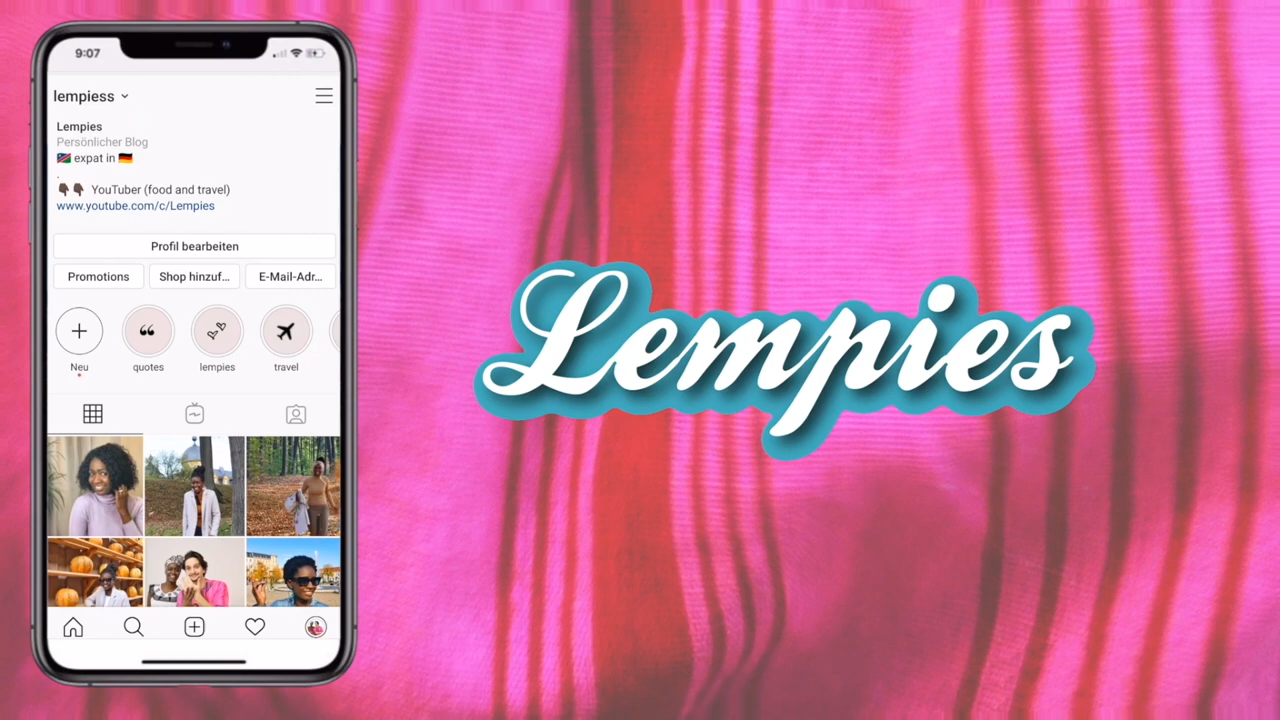 9:07
lempiess
Lempies
Persönlicher Blog
🇳🇦 expat in 🇩🇪
.
👇🏿👇🏿 YouTuber (food and travel)
www.youtube.com/c/Lempies
Profil bearbeiten
Promotions Shop hinzuf... E-Mail-Adr...
Neu quotes lempies travel
Lempies